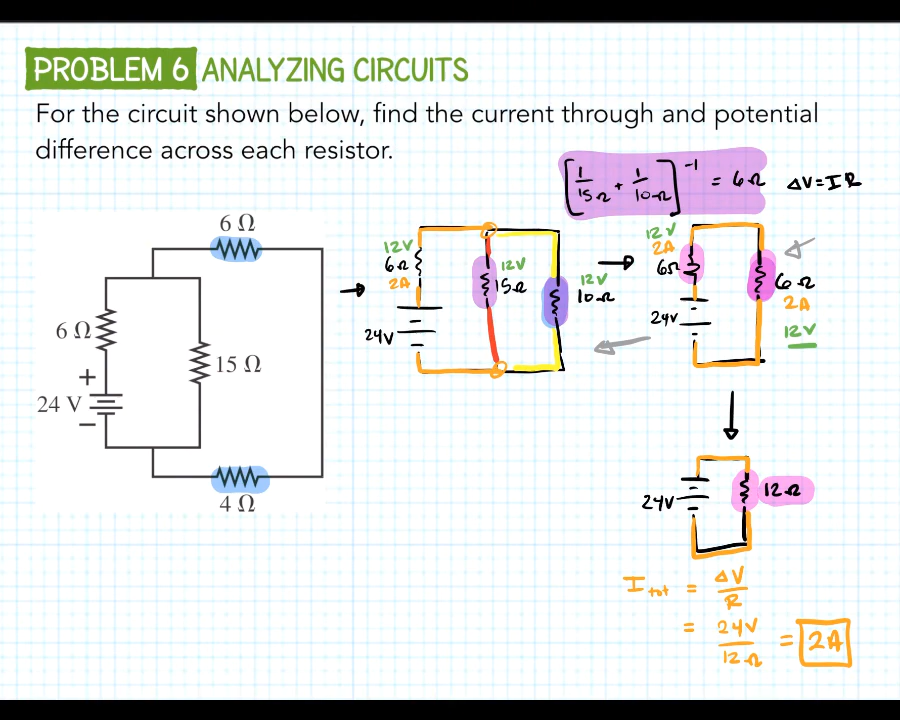 PROBLEM 6 ANALYZING CIRCUITS
For the circuit shown below, find the current through and potential
difference across each resistor.
[1/15Ω + 1/10Ω]⁻¹ = 6Ω ΔV = IR
6 Ω
6 Ω
15 Ω
+
24 V
−
4 Ω
12V
6Ω
2A
24V
12V
15Ω
12V
10Ω
12V
2A
6Ω
24V
6Ω
2A
12V
24V
12Ω
I tot = ΔV/R
= 24V/12Ω = 2A